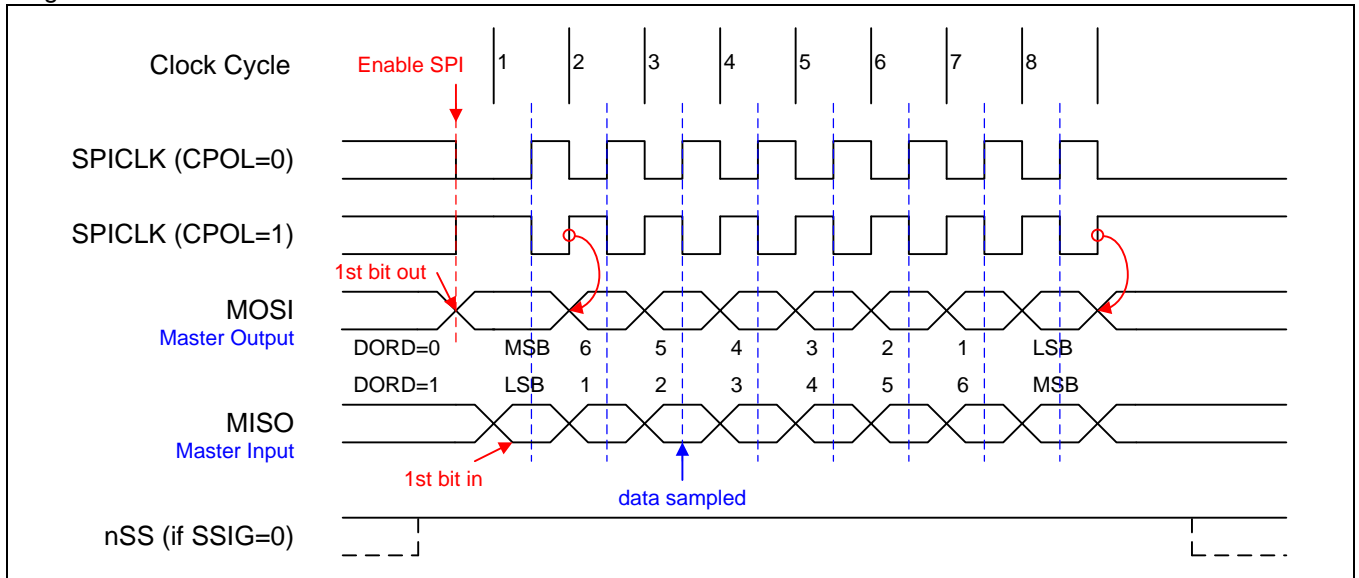 Clock Cycle Enable SPI 1 2 3 4 5 6 7 8
SPICLK (CPOL=0)
SPICLK (CPOL=1)
1st bit out
MOSI
Master Output
DORD=0 MSB 6 5 4 3 2 1 LSB
DORD=1 LSB 1 2 3 4 5 6 MSB
MISO
Master Input
1st bit in
data sampled
nSS (if SSIG=0)